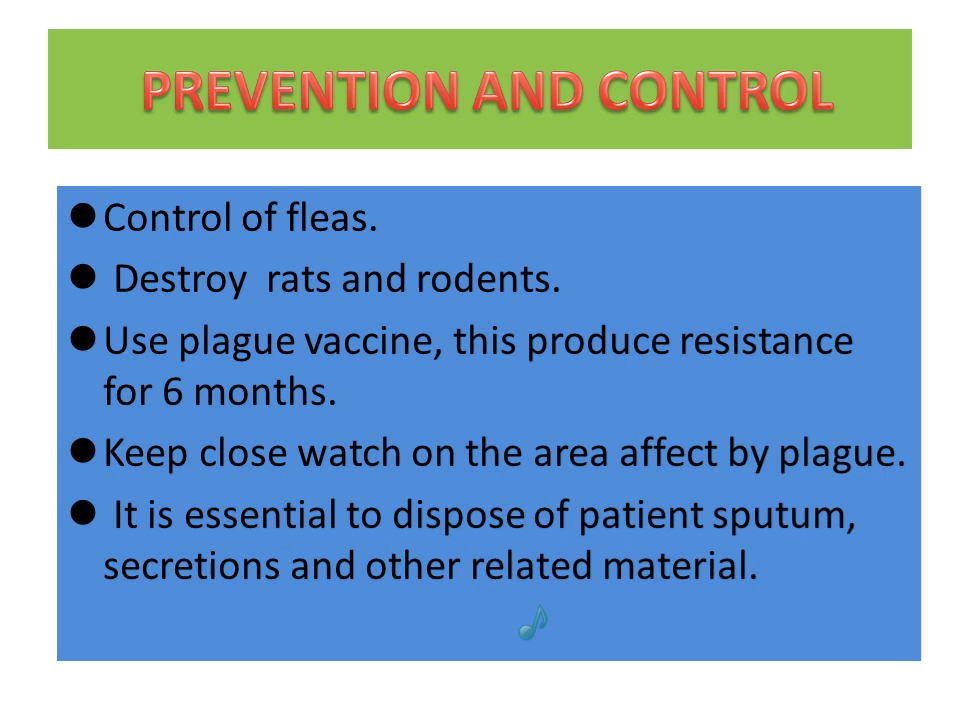 PREVENTION AND CONTROL
● Control of fleas.
● Destroy rats and rodents.
● Use plague vaccine, this produce resistance
for 6 months.
● Keep close watch on the area affect by plague.
● It is essential to dispose of patient sputum,
secretions and other related material.